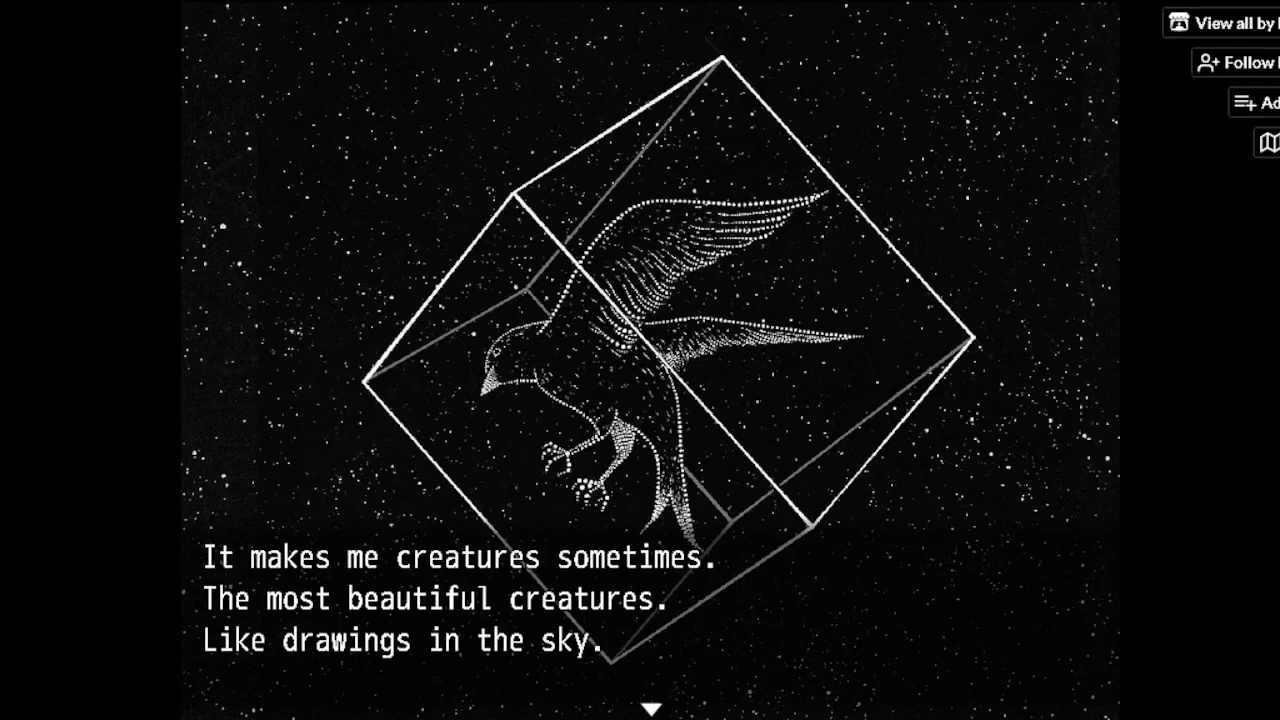 View all by
Follow
It makes me creatures sometimes.
The most beautiful creatures.
Like drawings in the sky.